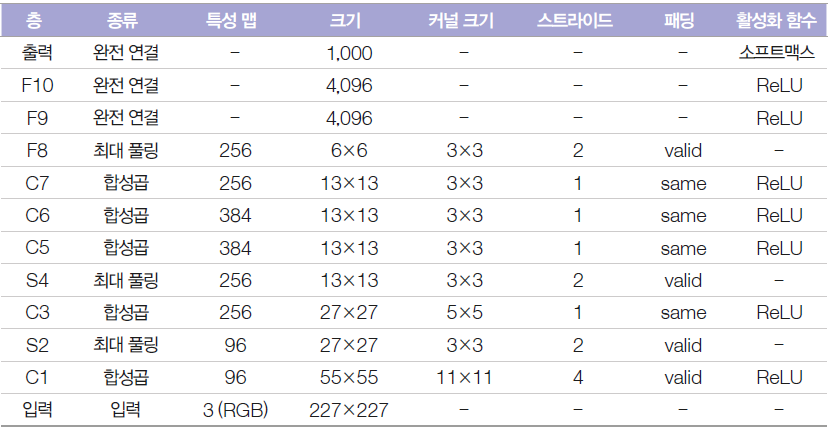 층 종류 특성 맵 크기 커널 크기 스트라이드 패딩 활성화 함수
출력 완전 연결 – 1,000 – – – 소프트맥스
F10 완전 연결 – 4,096 – – – ReLU
F9 완전 연결 – 4,096 – – – ReLU
F8 최대 풀링 256 6×6 3×3 2 valid –
C7 합성곱 256 13×13 3×3 1 same ReLU
C6 합성곱 384 13×13 3×3 1 same ReLU
C5 합성곱 384 13×13 3×3 1 same ReLU
S4 최대 풀링 256 13×13 3×3 2 valid –
C3 합성곱 256 27×27 5×5 1 same ReLU
S2 최대 풀링 96 27×27 3×3 2 valid –
C1 합성곱 96 55×55 11×11 4 valid ReLU
입력 입력 3 (RGB) 227×227 – – – –